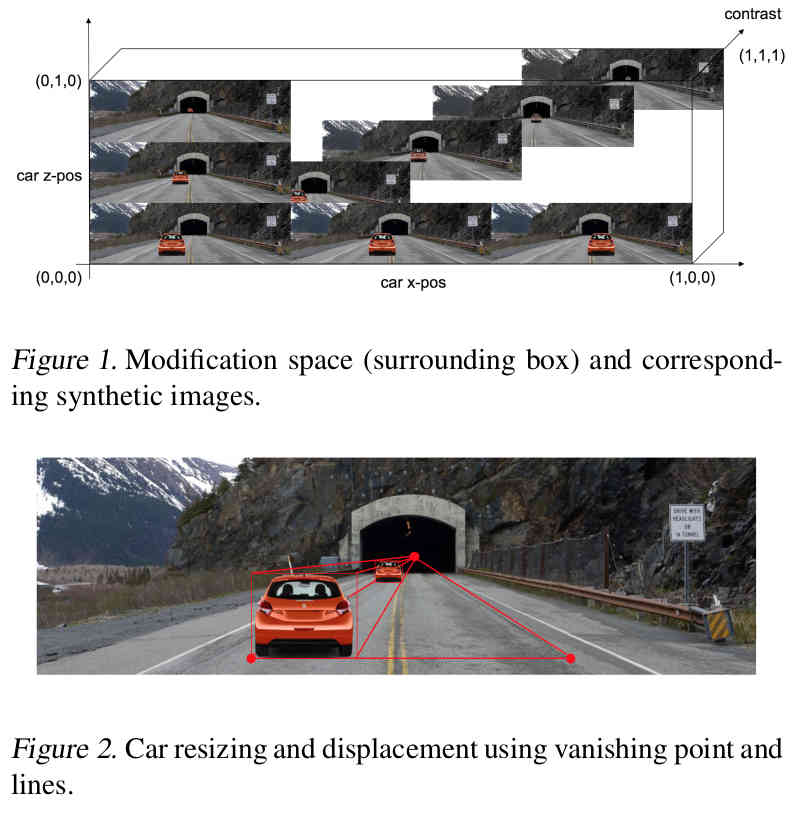 contrast
(1,1,1)
(0,1,0)
car z-pos
(0,0,0)
car x-pos
(1,0,0)
Figure 1. Modification space (surrounding box) and correspond-
ing synthetic images.
DRIVE WITH
HEADLIGHTS
ON
IN TUNNEL
Figure 2. Car resizing and displacement using vanishing point and
lines.